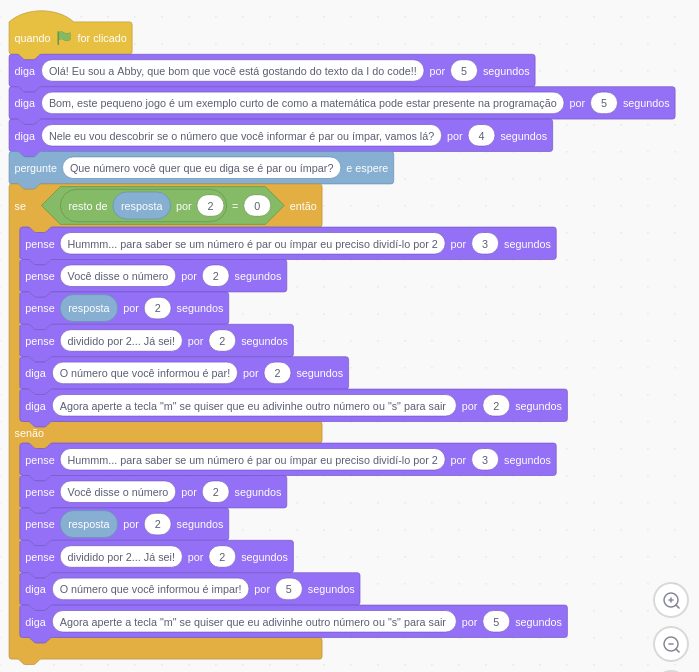 quando for clicado
diga Olá! Eu sou a Abby, que bom que você está gostando do texto da I do code!! por 5 segundos
diga Bom, este pequeno jogo é um exemplo curto de como a matemática pode estar presente na programação por 5 segundos
diga Nele eu vou descobrir se o número que você informar é par ou ímpar, vamos lá? por 4 segundos
pergunte Que número você quer que eu diga se é par ou ímpar? e espere
se resto de resposta por 2 = 0 então
pense Hummm... para saber se um número é par ou ímpar eu preciso dividí-lo por 2 por 3 segundos
pense Você disse o número por 2 segundos
pense resposta por 2 segundos
pense dividido por 2... Já sei! por 2 segundos
diga O número que você informou é par! por 2 segundos
diga Agora aperte a tecla "m" se quiser que eu adivinhe outro número ou "s" para sair por 2 segundos
senão
pense Hummm... para saber se um número é par ou ímpar eu preciso dividí-lo por 2 por 3 segundos
pense Você disse o número por 2 segundos
pense resposta por 2 segundos
pense dividido por 2... Já sei! por 2 segundos
diga O número que você informou é impar! por 5 segundos
diga Agora aperte a tecla "m" se quiser que eu adivinhe outro número ou "s" para sair por 5 segundos